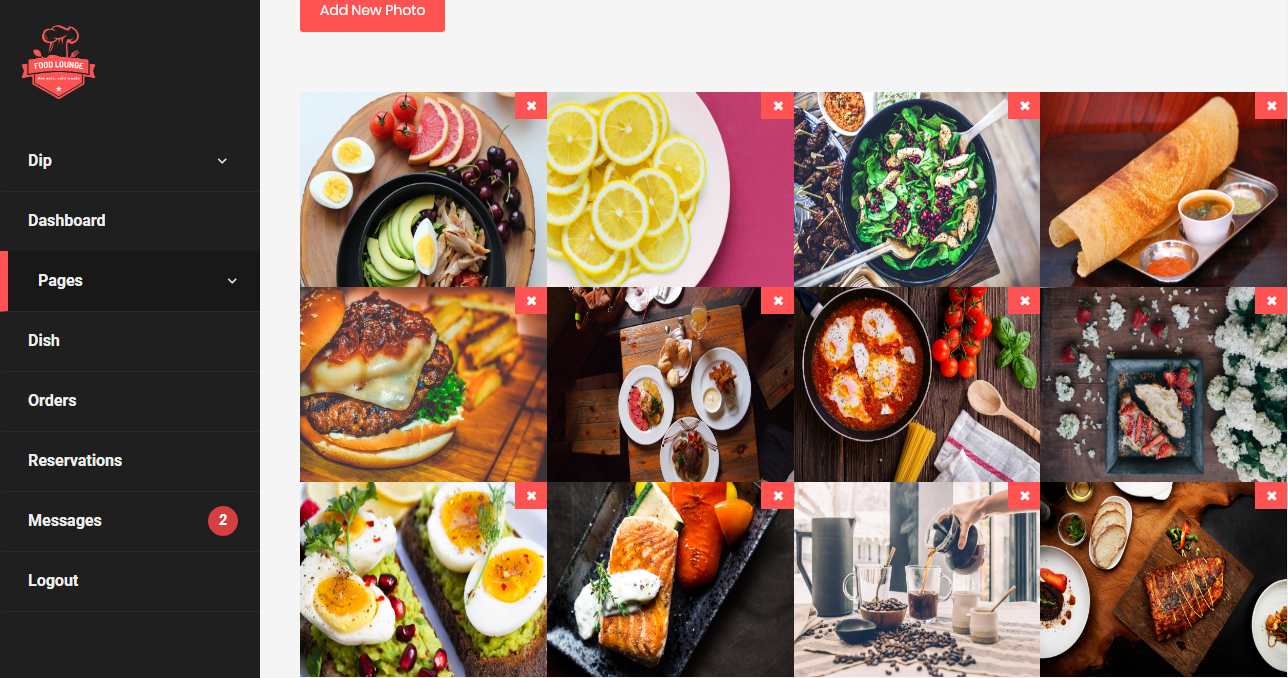 Add New Photo
FOOD LOUNGE
Dip
Dashboard
Pages
Dish
Orders
Reservations
Messages
2
Logout